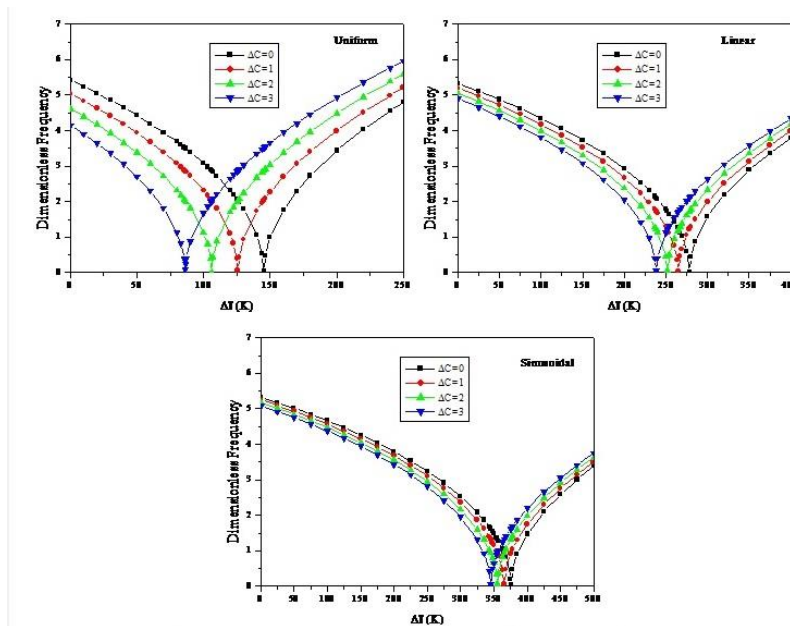 Uniform
ΔC=0
ΔC=1
ΔC=2
ΔC=3
Dimensionless Frequency
7
6
5
4
3
2
1
0
0 50 100 150 200 250
ΔT (K)
Linear
ΔC=0
ΔC=1
ΔC=2
ΔC=3
Dimensionless Frequency
7
6
5
4
3
2
1
0
0 50 100 150 200 250 300 350 400
ΔT (K)
Sinusoidal
ΔC=0
ΔC=1
ΔC=2
ΔC=3
Dimensionless Frequency
7
6
5
4
3
2
1
0
0 50 100 150 200 250 300 350 400 450 500
ΔT (K)